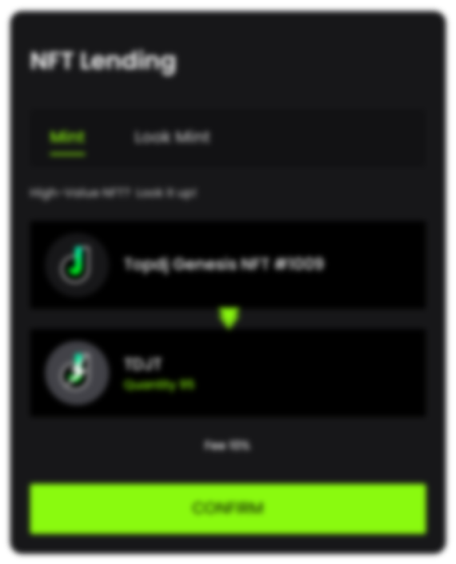 NFT Lending
Mint
Lock Mint
High-Value NFT? Lock it up!
Topdj Genesis NFT #1009
TDJT
Quantity 95
Fee 10%
CONFIRM